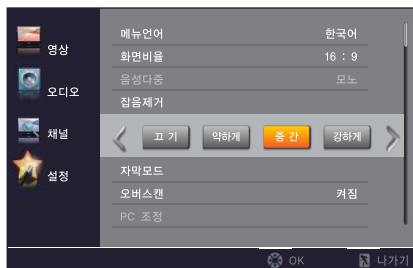 영상
오디오
채널
설정
메뉴언어 한국어
화면비율 16 : 9
음성다중 모노
잡음제거
끄 기 약하게 중 간 강하게
자막모드
오버스캔 켜짐
PC 조정
OK 나가기